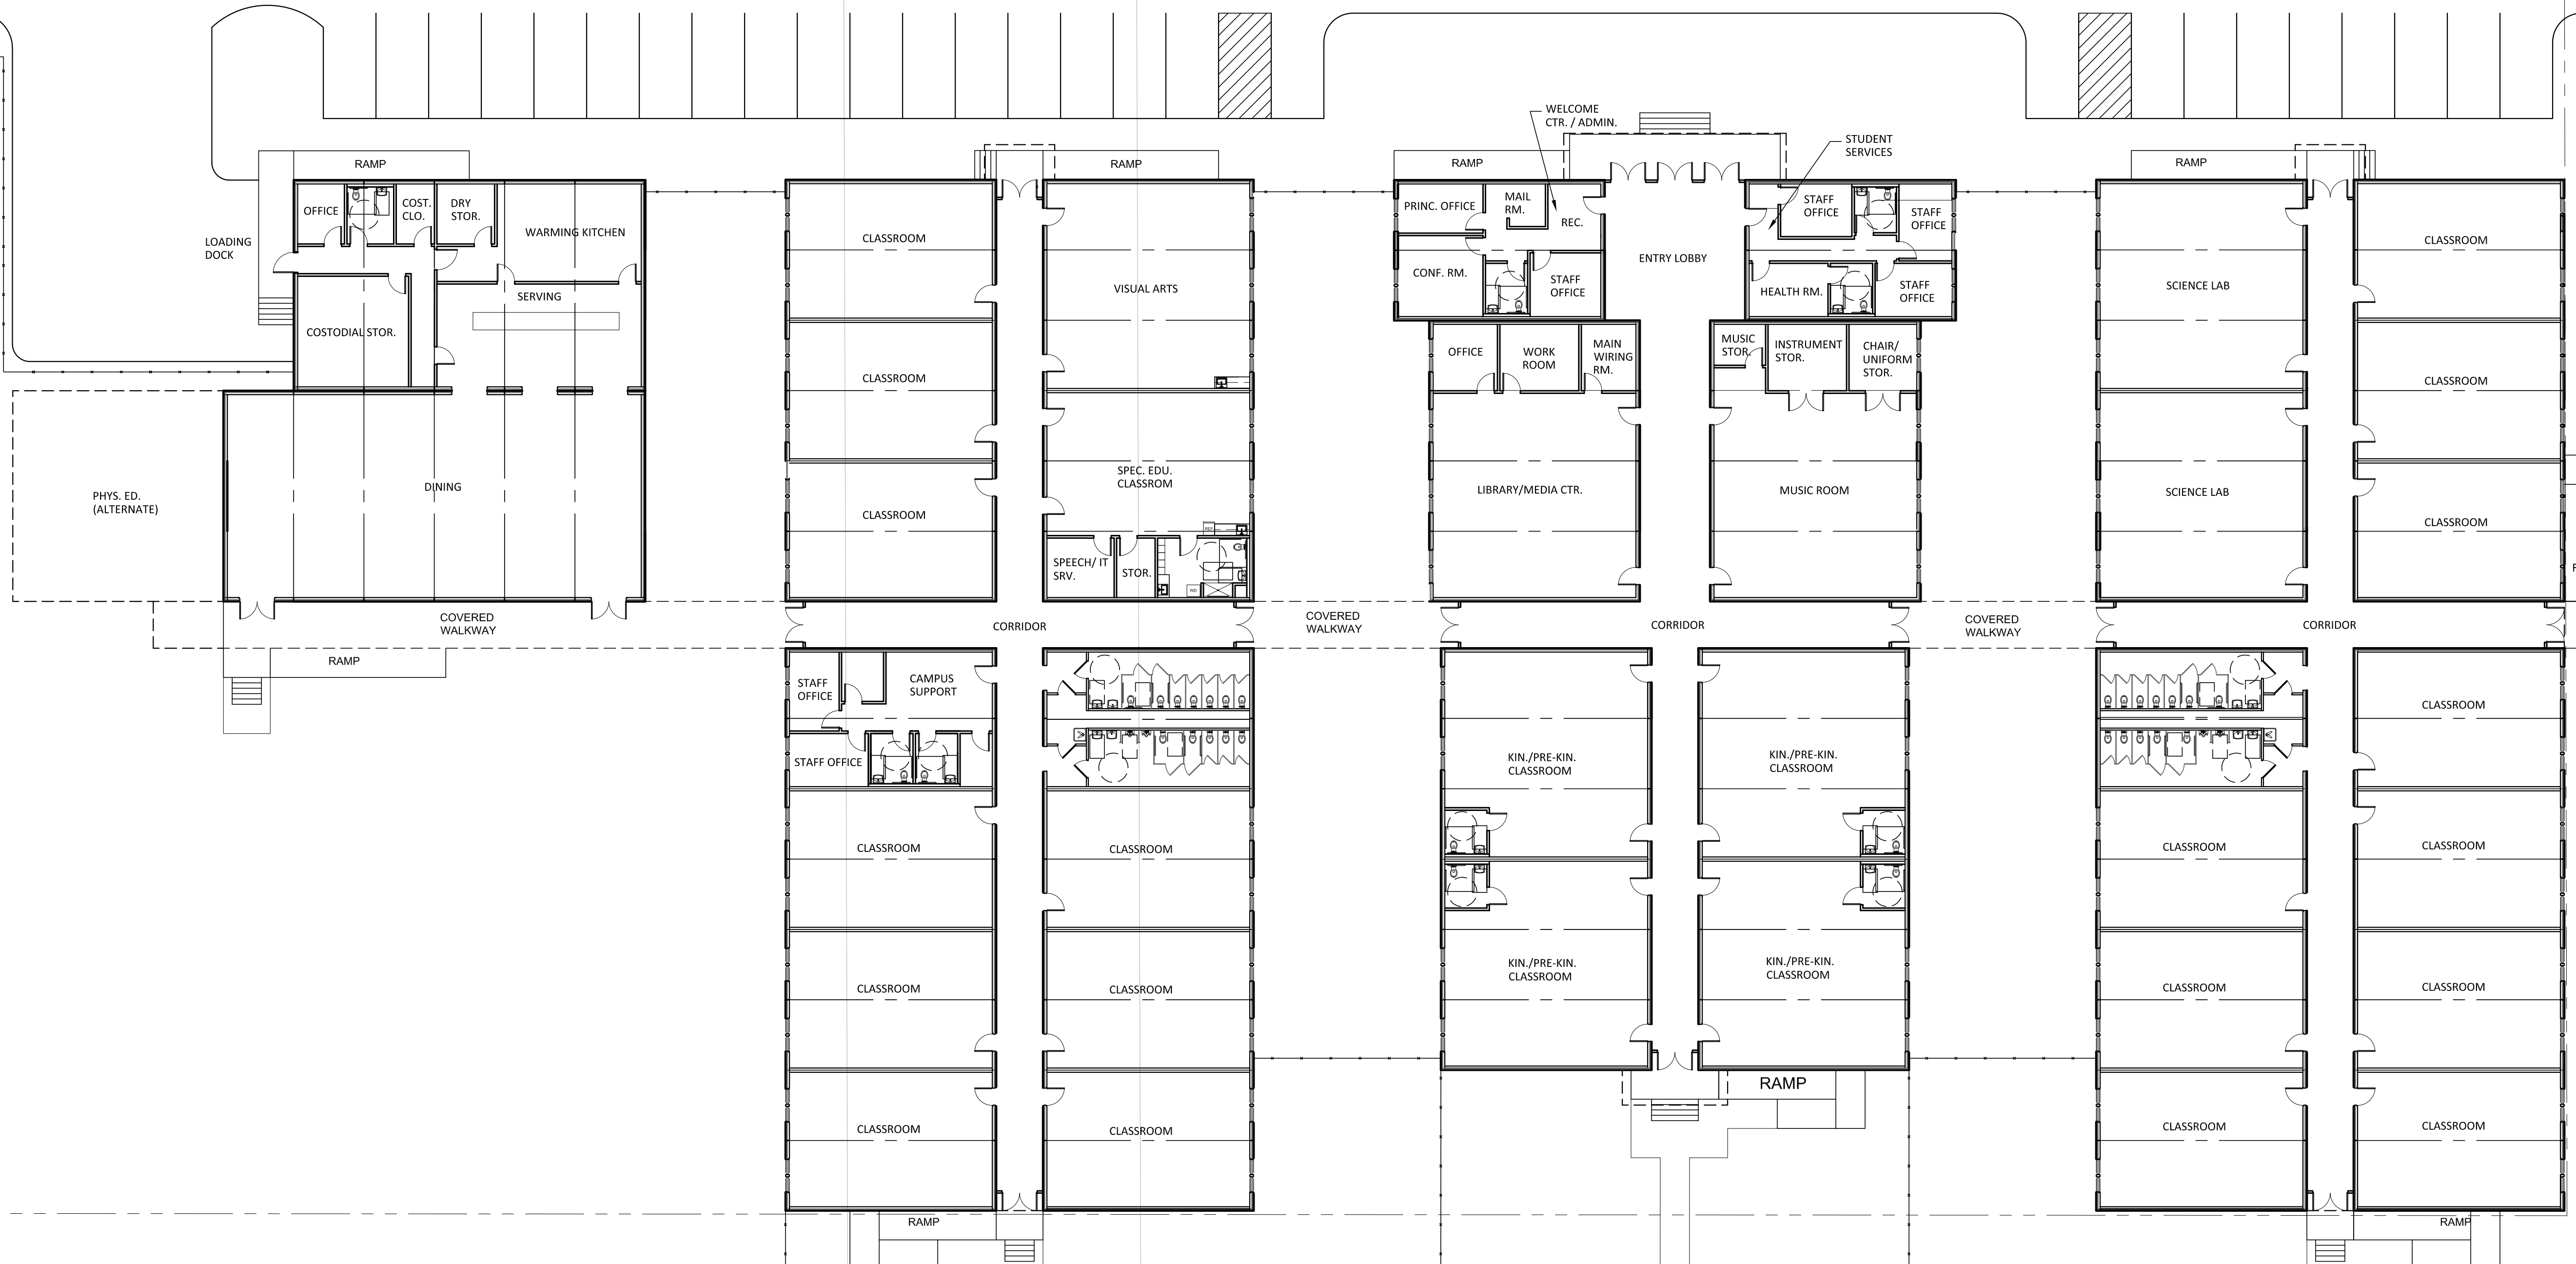 WELCOME
CTR. / ADMIN.
STUDENT
SERVICES
RAMP
RAMP
RAMP
RAMP
OFFICE
COST.
CLO.
DRY
STOR.
WARMING KITCHEN
LOADING
DOCK
SERVING
COSTODIAL STOR.
DINING
PHYS. ED.
(ALTERNATE)
COVERED
WALKWAY
RAMP
CLASSROOM
CLASSROOM
CLASSROOM
VISUAL ARTS
SPEC. EDU.
CLASSROM
REF
SPEECH/ IT
SRV.
STOR.
WD
CORRIDOR
STAFF
OFFICE
CAMPUS
SUPPORT
STAFF OFFICE
CLASSROOM
CLASSROOM
CLASSROOM
CLASSROOM
CLASSROOM
CLASSROOM
RAMP
COVERED
WALKWAY
PRINC. OFFICE
MAIL
RM.
REC.
CONF. RM.
STAFF
OFFICE
ENTRY LOBBY
STAFF
OFFICE
STAFF
OFFICE
HEALTH RM.
STAFF
OFFICE
OFFICE
WORK
ROOM
MAIN
WIRING
RM.
MUSIC
STOR.
INSTRUMENT
STOR.
CHAIR/
UNIFORM
STOR.
LIBRARY/MEDIA CTR.
MUSIC ROOM
CORRIDOR
KIN./PRE-KIN.
CLASSROOM
KIN./PRE-KIN.
CLASSROOM
KIN./PRE-KIN.
CLASSROOM
KIN./PRE-KIN.
CLASSROOM
RAMP
COVERED
WALKWAY
SCIENCE LAB
SCIENCE LAB
CLASSROOM
CLASSROOM
CLASSROOM
CORRIDOR
CLASSROOM
CLASSROOM
CLASSROOM
CLASSROOM
CLASSROOM
CLASSROOM
CLASSROOM
RAMP